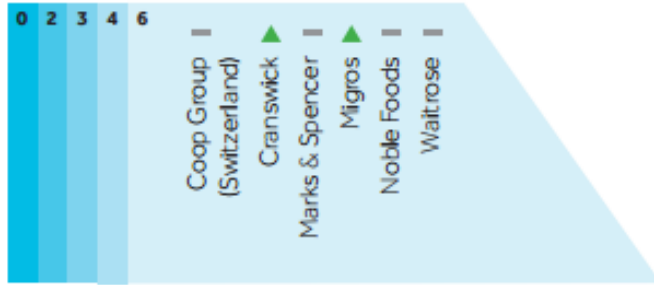 0 2 3 4 6
Coop Group
(Switzerland)
Cranswick
Marks & Spencer
Migros
Noble Foods
Waitrose